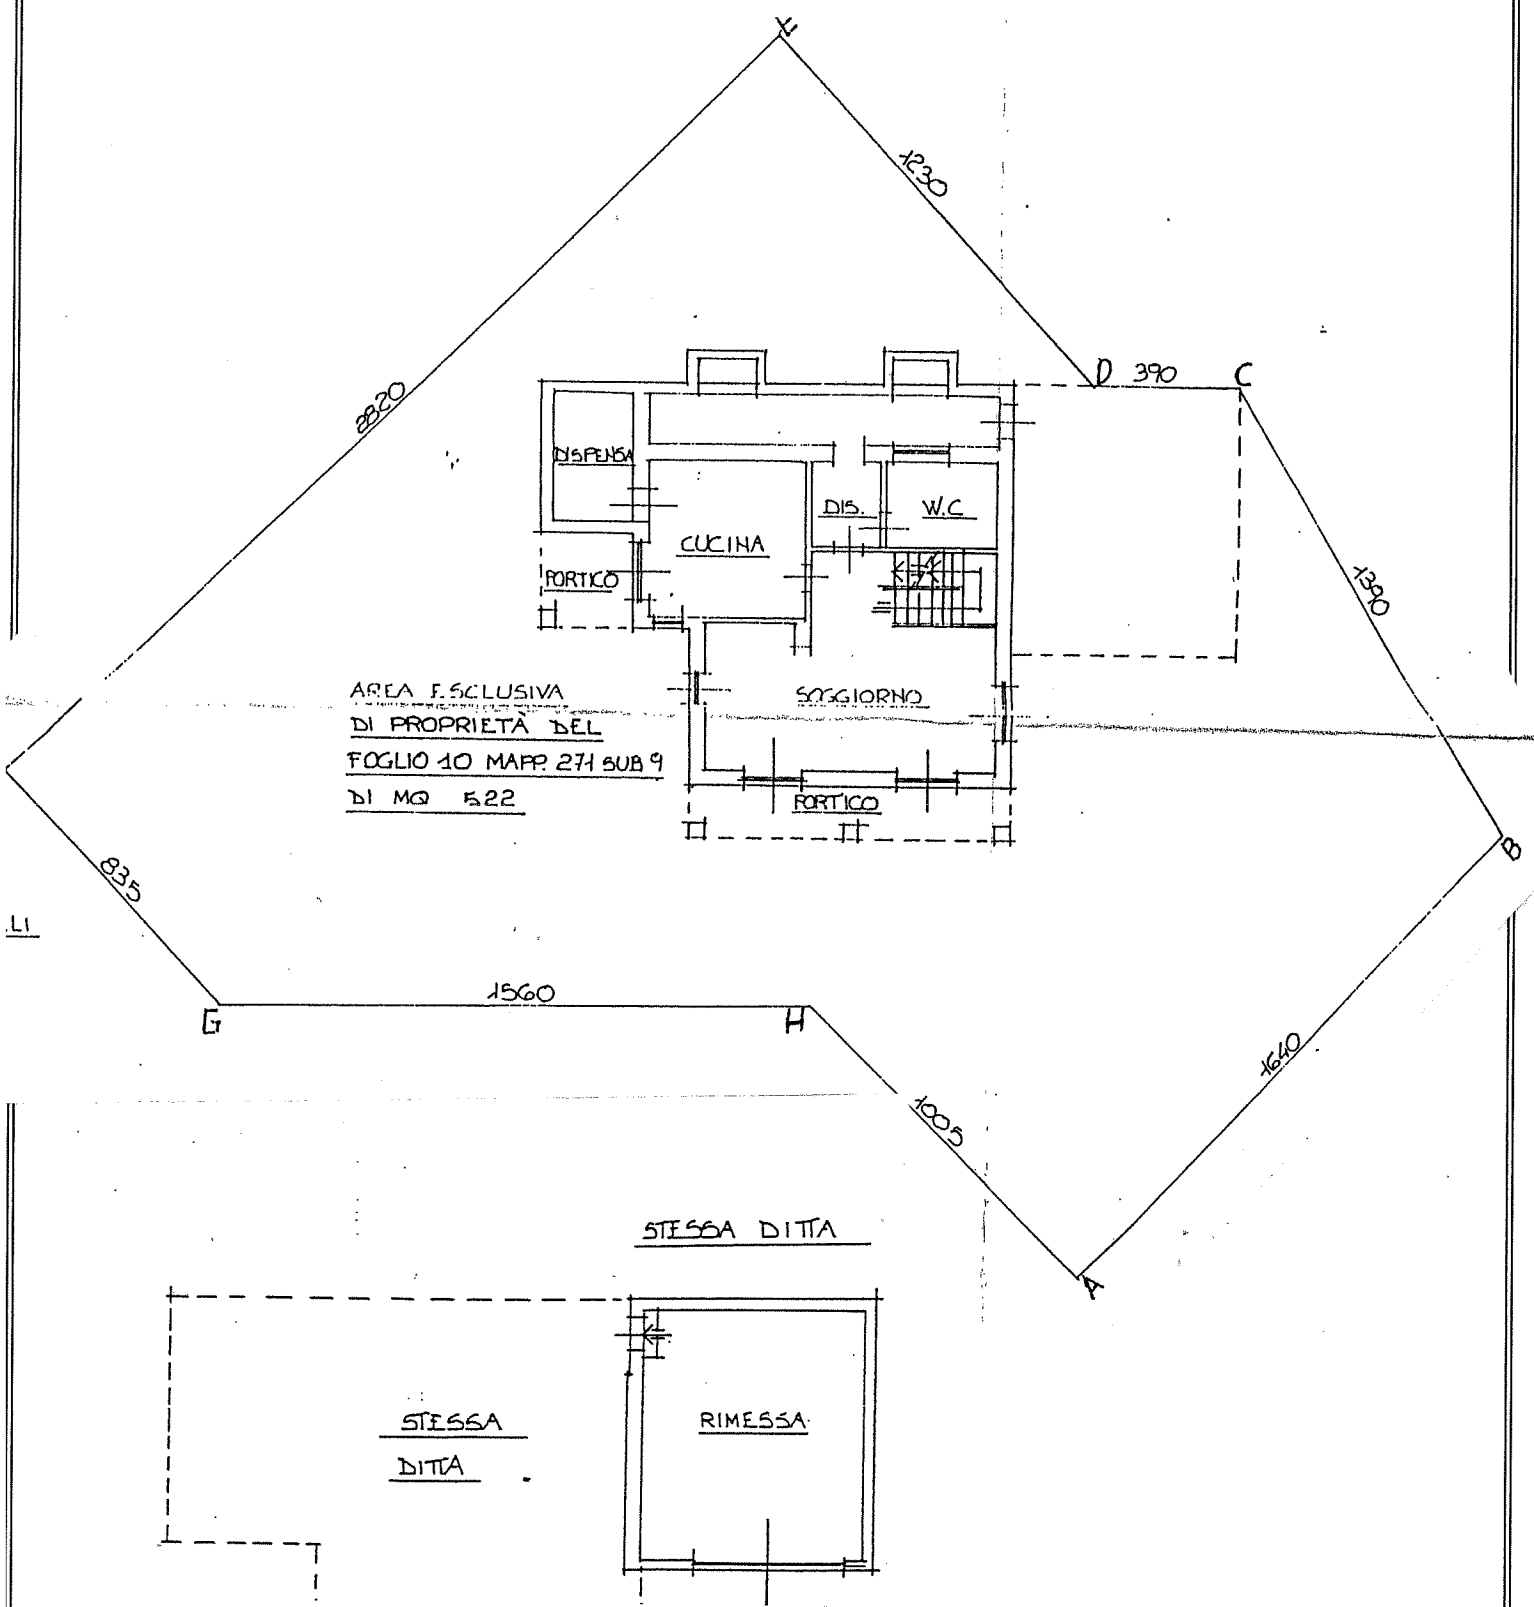 E
1230
D 390 C
2820
DISPENSA
DIS.
W.C
CUCINA
PORTICO
1390
AREA ESCLUSIVA
DI PROPRIETÀ DEL
FOGLIO 10 MAPP. 271 SUB 9
DI MQ 522
SOGGIORNO
PORTICO
B
835
.LI
1560
G
H
1640
1005
A
STESSA DITTA
STESSA
DITTA
RIMESSA